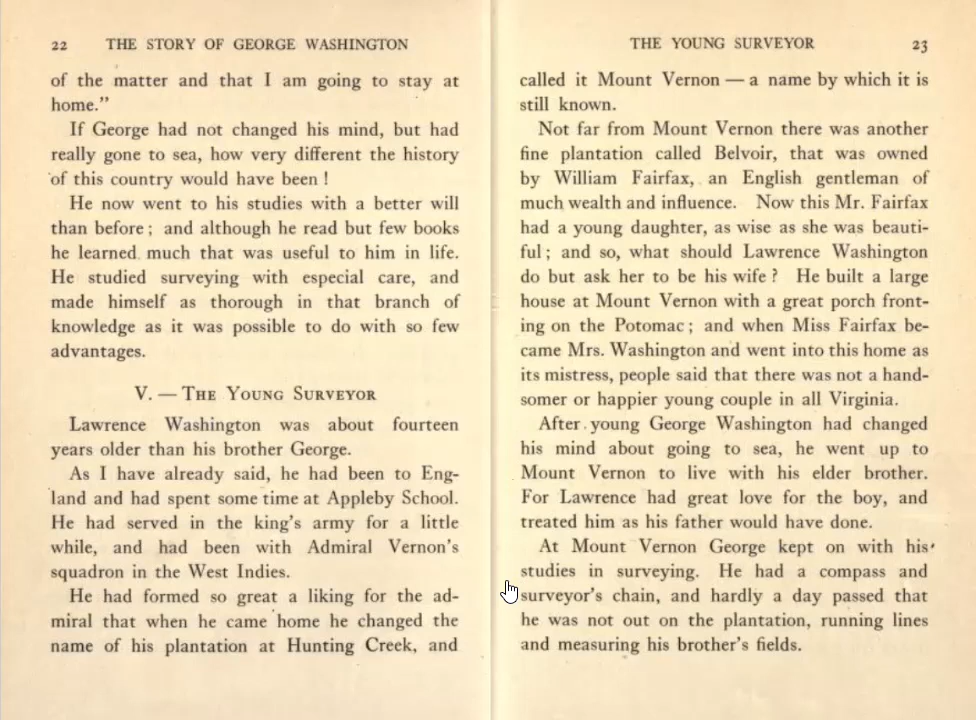 22 THE STORY OF GEORGE WASHINGTON
of the matter and that I am going to stay at
home."
If George had not changed his mind, but had
really gone to sea, how very different the history
of this country would have been !
He now went to his studies with a better will
than before ; and although he read but few books
he learned much that was useful to him in life.
He studied surveying with especial care, and
made himself as thorough in that branch of
knowledge as it was possible to do with so few
advantages.
V. — THE YOUNG SURVEYOR
Lawrence Washington was about fourteen
years older than his brother George.
As I have already said, he had been to Eng-
land and had spent some time at Appleby School.
He had served in the king's army for a little
while, and had been with Admiral Vernon's
squadron in the West Indies.
He had formed so great a liking for the ad-
miral that when he came home he changed the
name of his plantation at Hunting Creek, and
THE YOUNG SURVEYOR 23
called it Mount Vernon — a name by which it is
still known.
Not far from Mount Vernon there was another
fine plantation called Belvoir, that was owned
by William Fairfax, an English gentleman of
much wealth and influence. Now this Mr. Fairfax
had a young daughter, as wise as she was beauti-
ful ; and so, what should Lawrence Washington
do but ask her to be his wife ? He built a large
house at Mount Vernon with a great porch front-
ing on the Potomac ; and when Miss Fairfax be-
came Mrs. Washington and went into this home as
its mistress, people said that there was not a hand-
somer or happier young couple in all Virginia.
After young George Washington had changed
his mind about going to sea, he went up to
Mount Vernon to live with his elder brother.
For Lawrence had great love for the boy, and
treated him as his father would have done.
At Mount Vernon George kept on with his
studies in surveying. He had a compass and
surveyor's chain, and hardly a day passed that
he was not out on the plantation, running lines
and measuring his brother's fields.